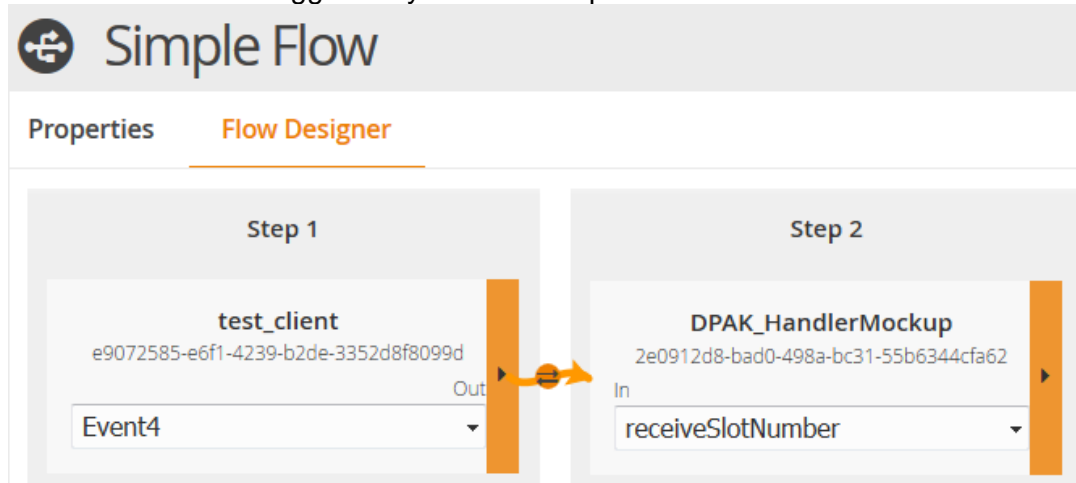 Simple Flow
Properties Flow Designer
Step 1
test_client
e9072585-e6f1-4239-b2de-3352d8f8099d
Out
Event4
Step 2
DPAK_HandlerMockup
2e0912d8-bad0-498a-bc31-55b6344cfa62
In
receiveSlotNumber